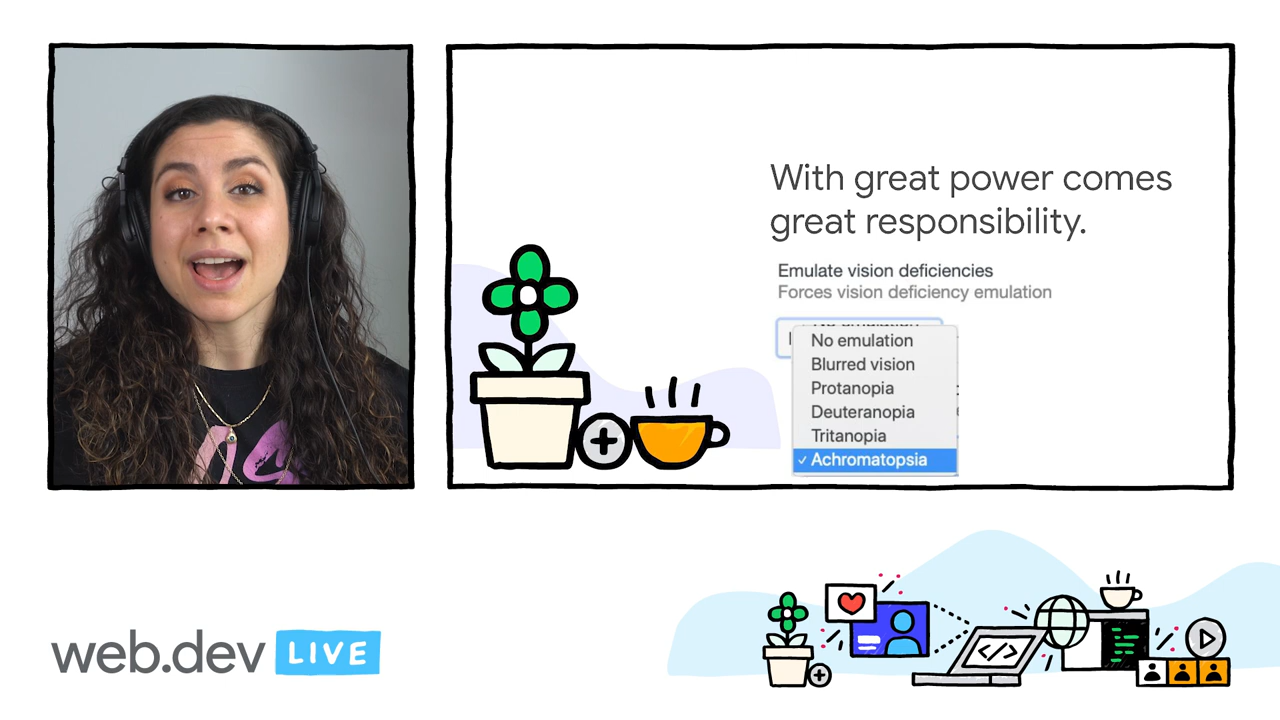 With great power comes
great responsibility.
Emulate vision deficiencies
Forces vision deficiency emulation
No emulation
Blurred vision
Protanopia
Deuteranopia
Tritanopia
✓ Achromatopsia
</>
web.dev LIVE